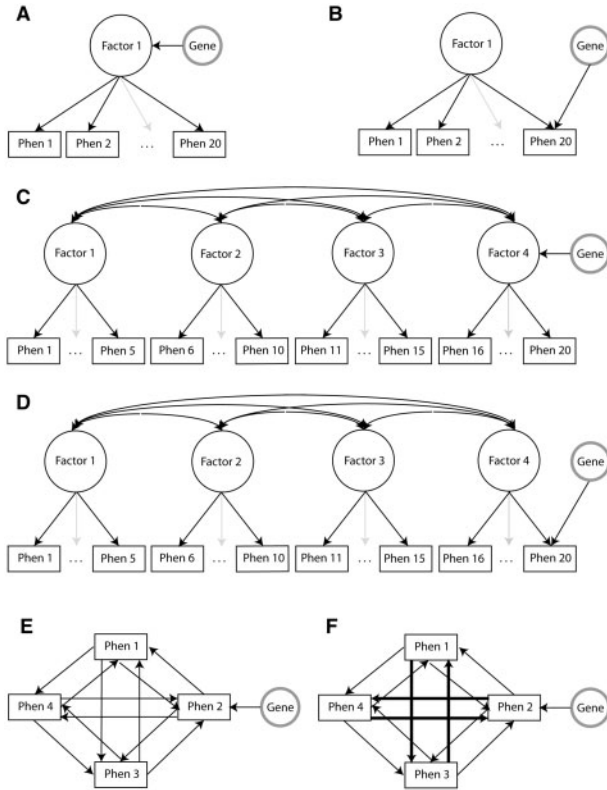 A
B
Factor 1
Gene
Factor 1
Gene
Phen 1
Phen 2
...
Phen 20
Phen 1
Phen 2
...
Phen 20
C
Factor 1
Factor 2
Factor 3
Factor 4
Gene
Phen 1
...
Phen 5
Phen 6
...
Phen 10
Phen 11
...
Phen 15
Phen 16
...
Phen 20
D
Factor 1
Factor 2
Factor 3
Factor 4
Gene
Phen 1
...
Phen 5
Phen 6
...
Phen 10
Phen 11
...
Phen 15
Phen 16
...
Phen 20
E
Phen 1
Phen 4
Phen 2
Gene
Phen 3
F
Phen 1
Phen 4
Phen 2
Gene
Phen 3